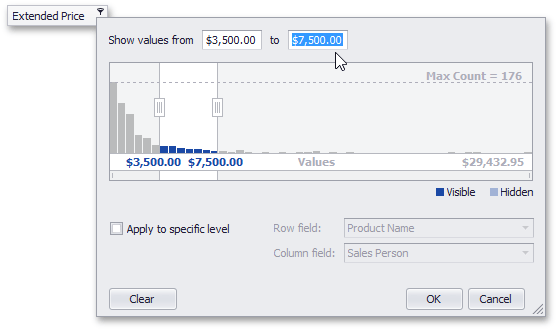 Extended Price
Show values from $3,500.00 to $7,500.00
Max Count = 176
$3,500.00 $7,500.00 Values $29,432.95
Visible Hidden
Apply to specific level
Row field: Product Name
Column field: Sales Person
Clear OK Cancel